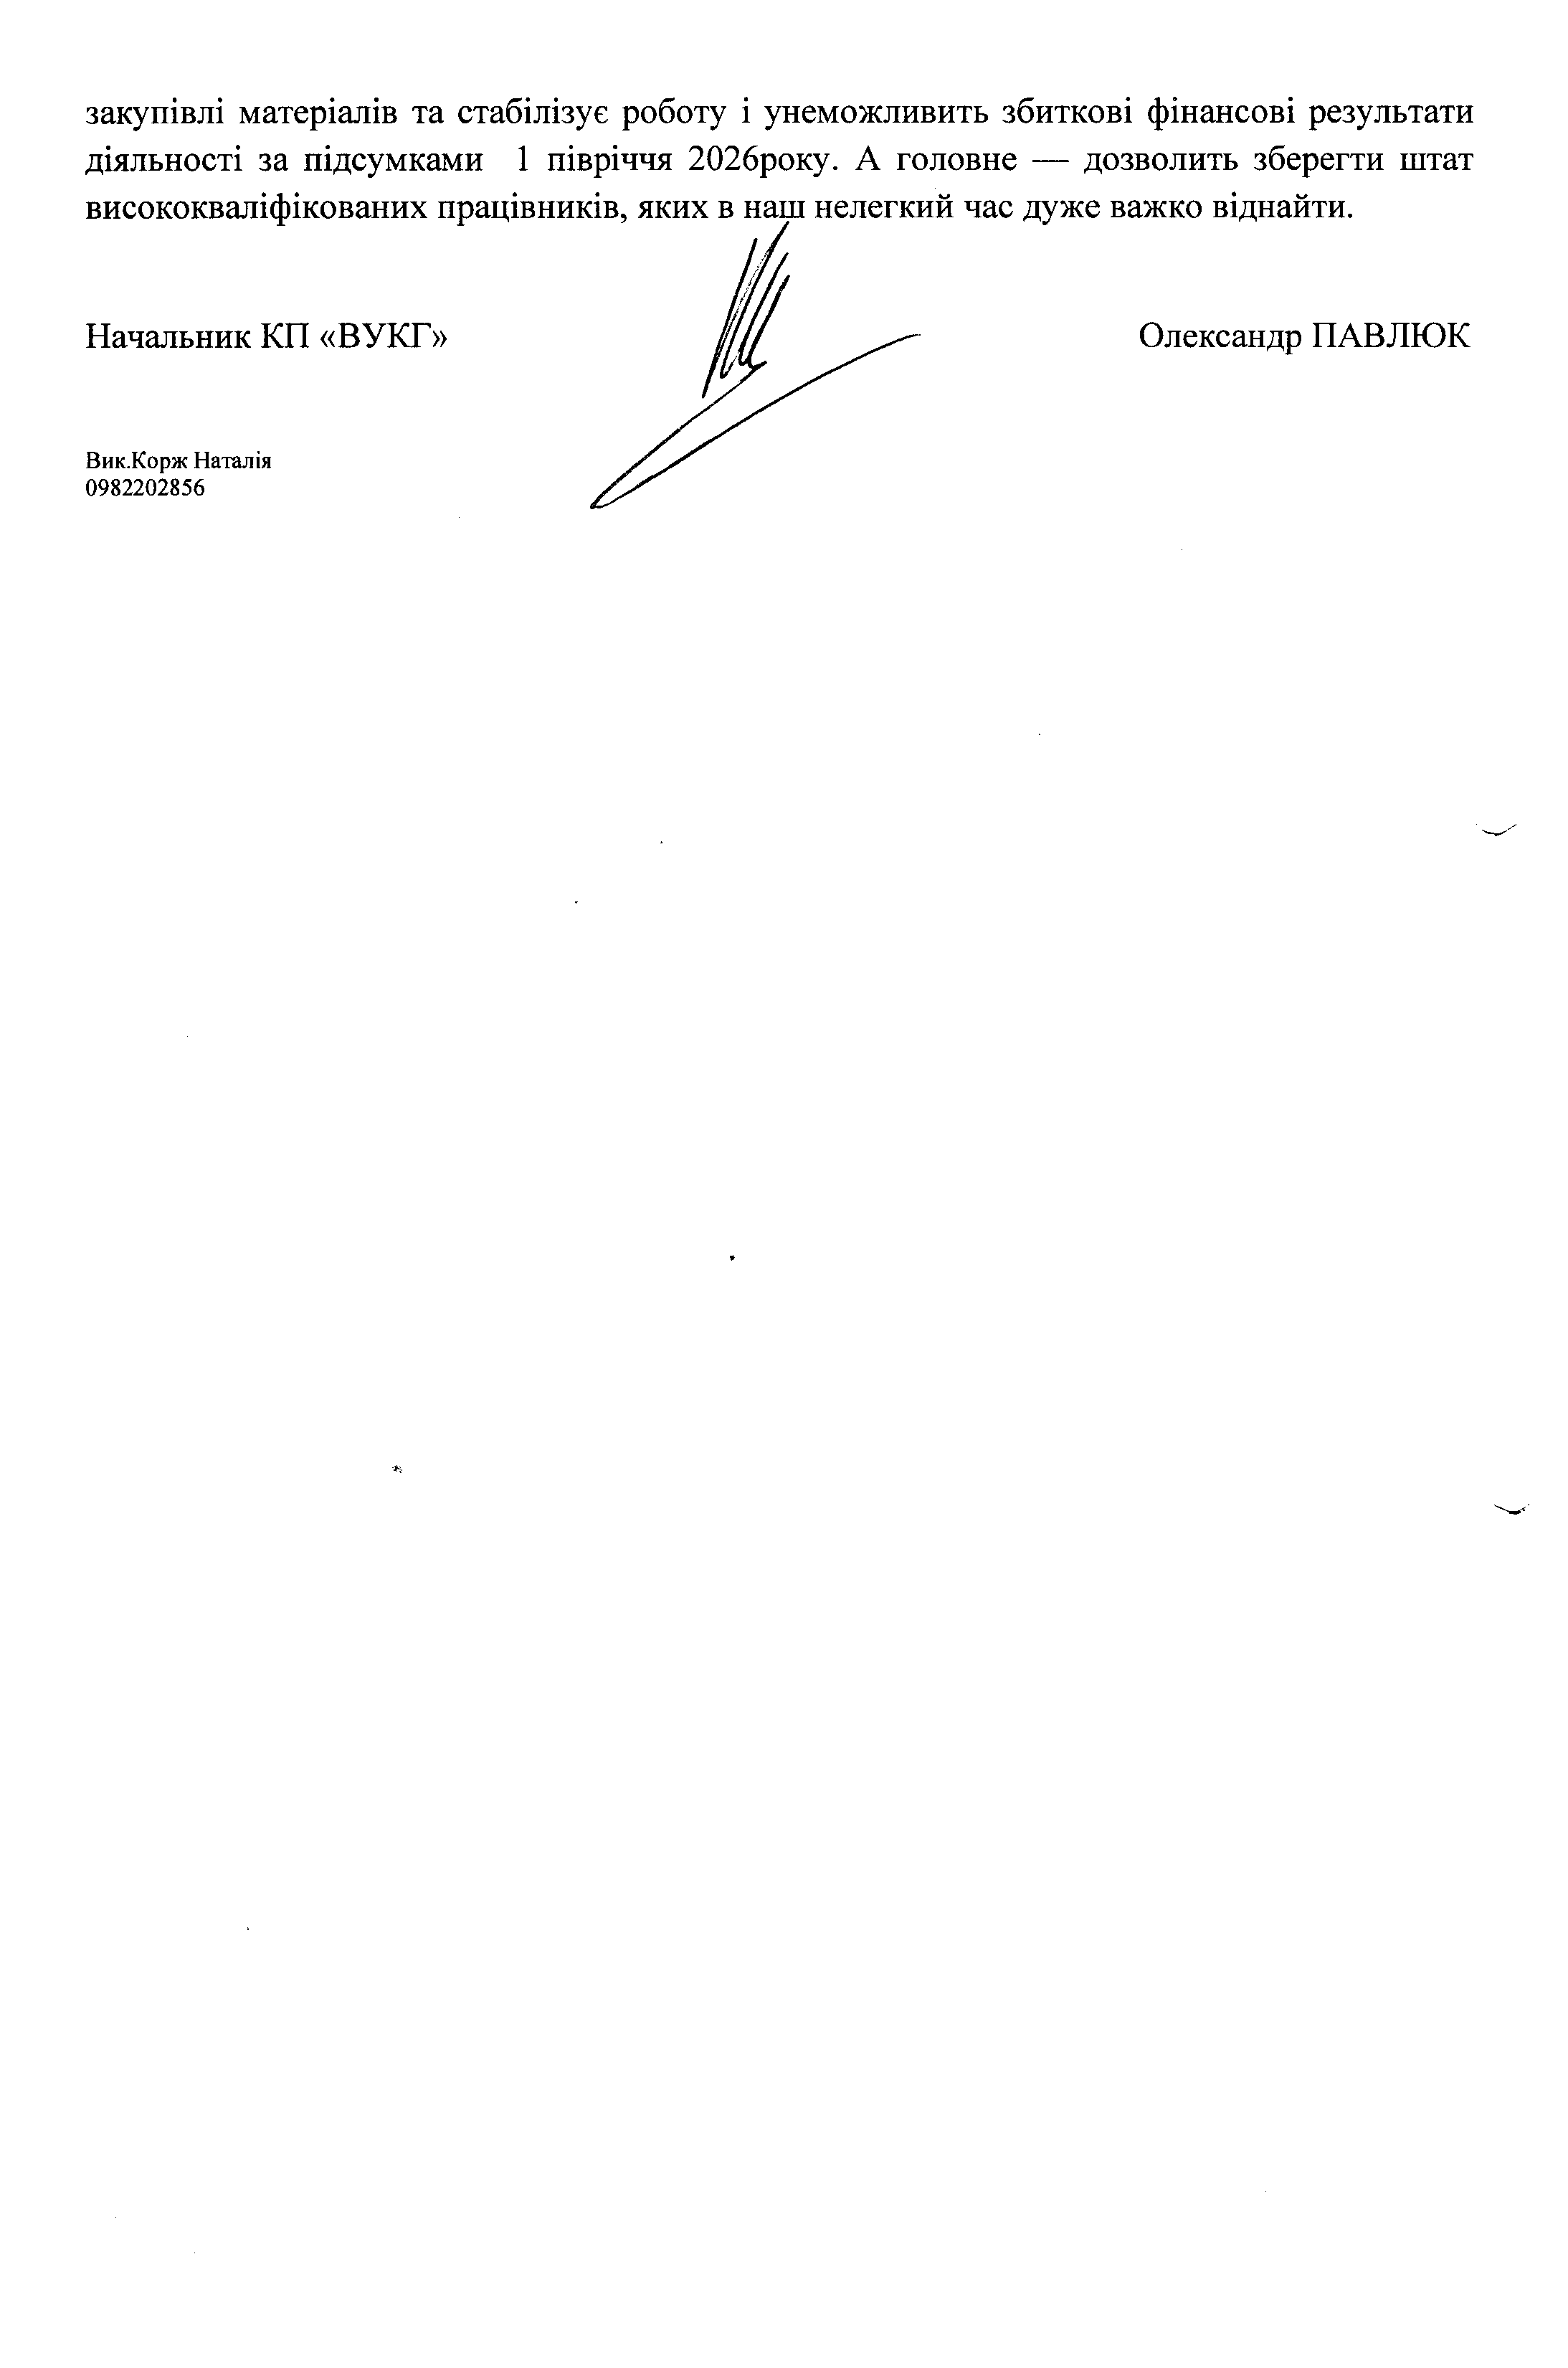 закупівлі матеріалів та стабілізує роботу і унеможливить збиткові фінансові результати
діяльності за підсумками 1 півріччя 2026року. А головне — дозволить зберегти штат
висококваліфікованих працівників, яких в наш нелегкий час дуже важко віднайти.
Начальник КП «ВУКГ» Олександр ПАВЛЮК
Вик.Корж Наталія
0982202856